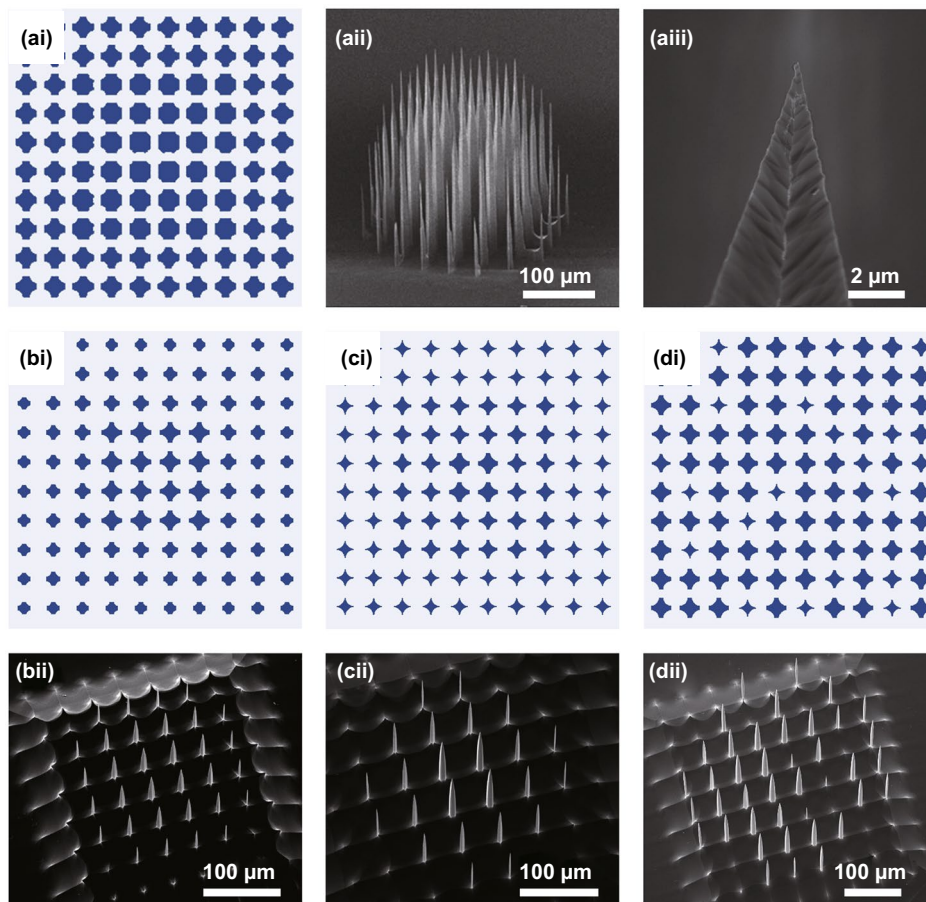 (ai)
(aii)
(aiii)
100 µm
2 µm
(bi)
(ci)
(di)
(bii)
(cii)
(dii)
100 µm
100 µm
100 µm